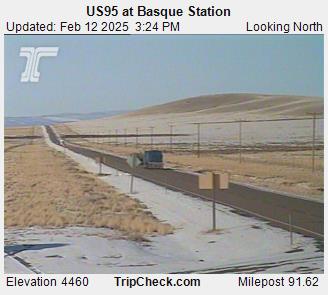 US95 at Basque Station
Updated: Feb 12 2025 3:24 PM Looking North
Elevation 4460 TripCheck.com Milepost 91.62